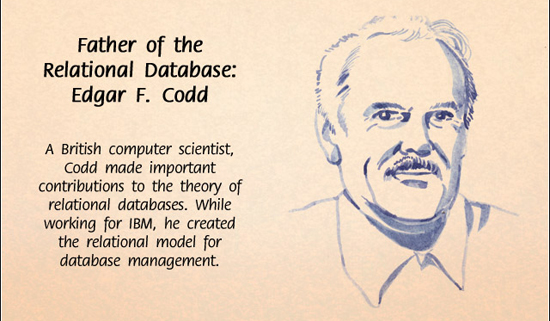 Father of the
Relational Database:
Edgar F. Codd
A British computer scientist,
Codd made important
contributions to the theory of
relational databases. While
working for IBM, he created
the relational model for
database management.